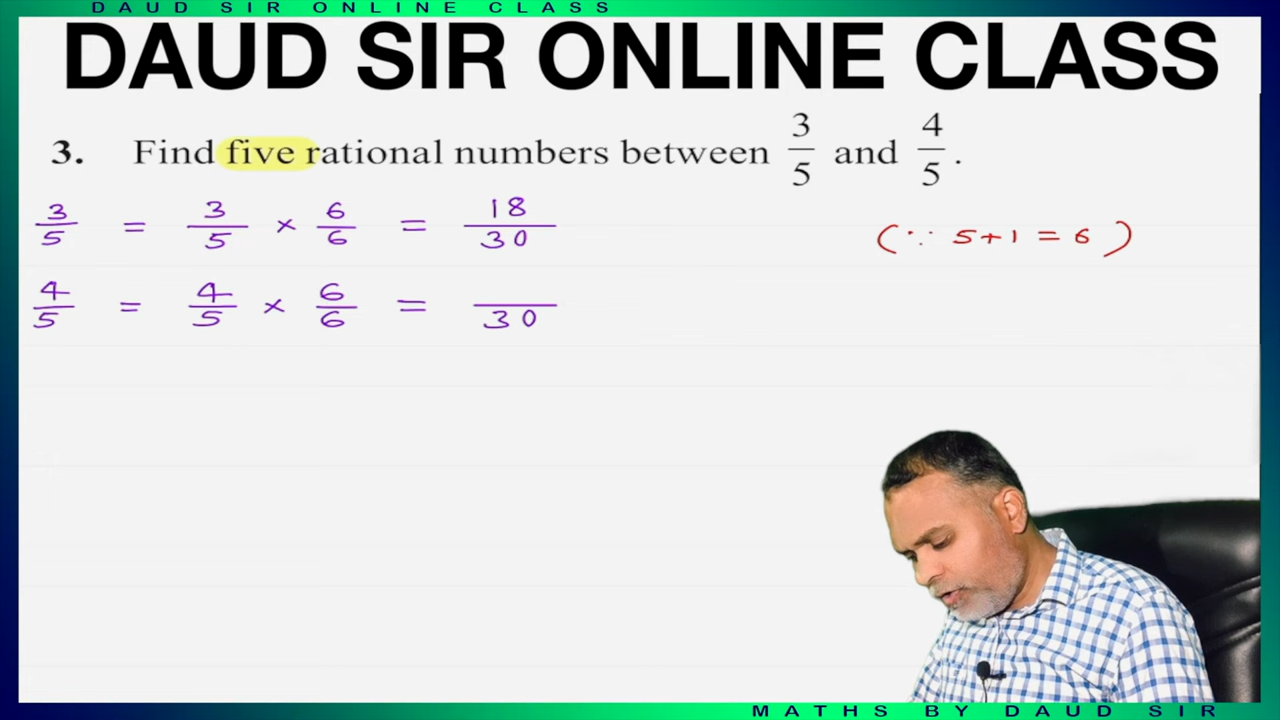 DAUD SIR ONLINE CLASS
DAUD SIR ONLINE CLASS
3. Find five rational numbers between 3/5 and 4/5.
3/5 = 3/5 × 6/6 = 18/30 (∵ 5+1 = 6)
4/5 = 4/5 × 6/6 = /30
MATHS BY DAUD SIR